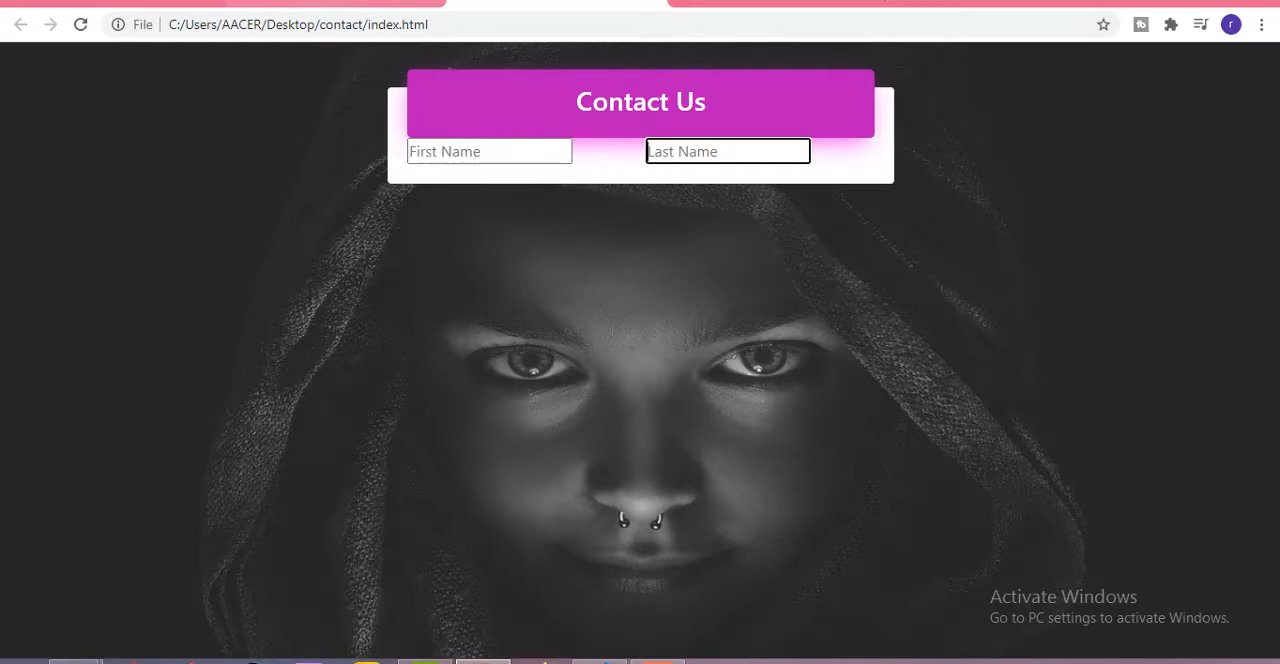 File C:/Users/AACER/Desktop/contact/index.html
r
Contact Us
First Name
Last Name
Activate Windows
Go to PC settings to activate Windows.